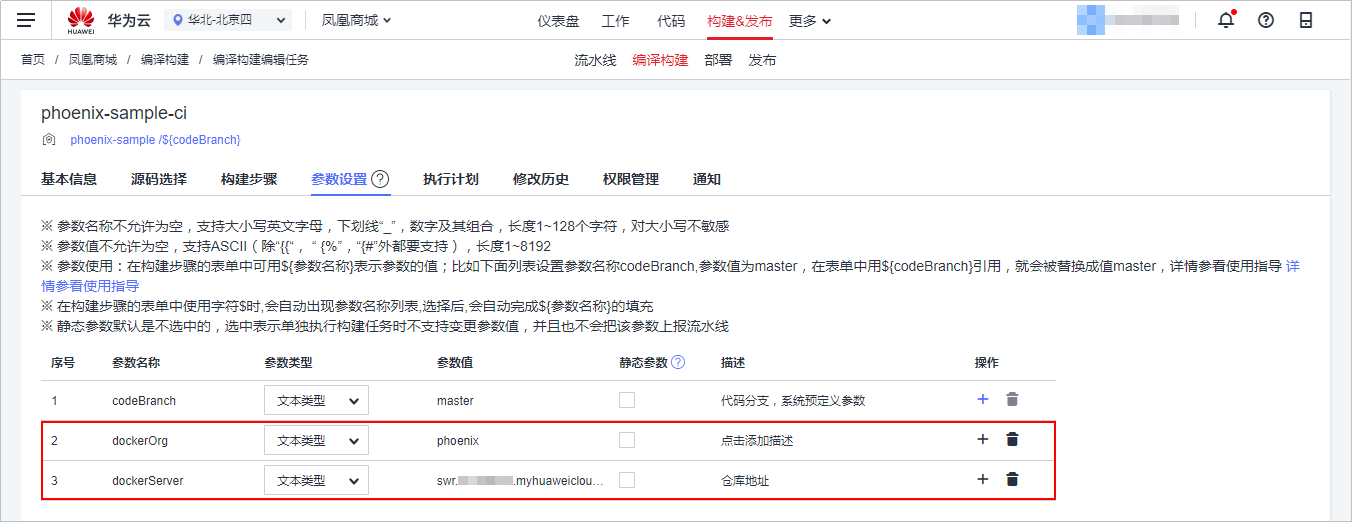 HUAWEI 华为云 华北-北京四 凤凰商城 仪表盘 工作 代码 构建&发布 更多
首页 / 凤凰商城 / 编译构建 / 编译构建编辑任务 流水线 编译构建 部署 发布
phoenix-sample-ci
phoenix-sample /${codeBranch}
基本信息 源码选择 构建步骤 参数设置 ? 执行计划 修改历史 权限管理 通知
※ 参数名称不允许为空，支持大小写英文字母，下划线“_”，数字及其组合，长度1~128个字符，对大小写不敏感
※ 参数值不允许为空，支持ASCII（除“{{“，“ {%”，“{#”外都要支持），长度1~8192
※ 参数使用：在构建步骤的表单中可用${参数名称}表示参数的值；比如下面列表设置参数名称codeBranch,参数值为master，在表单中用${codeBranch}引用，就会被替换成值master，详情参看使用指导 详
情参看使用指导
※ 在构建步骤的表单中使用字符$时,会自动出现参数名称列表,选择后,会自动完成${参数名称}的填充
※ 静态参数默认是不选中的，选中表示单独执行构建任务时不支持变更参数值，并且也不会把该参数上报流水线
序号 参数名称 参数类型 参数值 静态参数 ? 描述 操作
1 codeBranch 文本类型 master 代码分支，系统预定义参数
2 dockerOrg 文本类型 phoenix 点击添加描述
3 dockerServer 文本类型 swr. .myhuaweiclou... 仓库地址